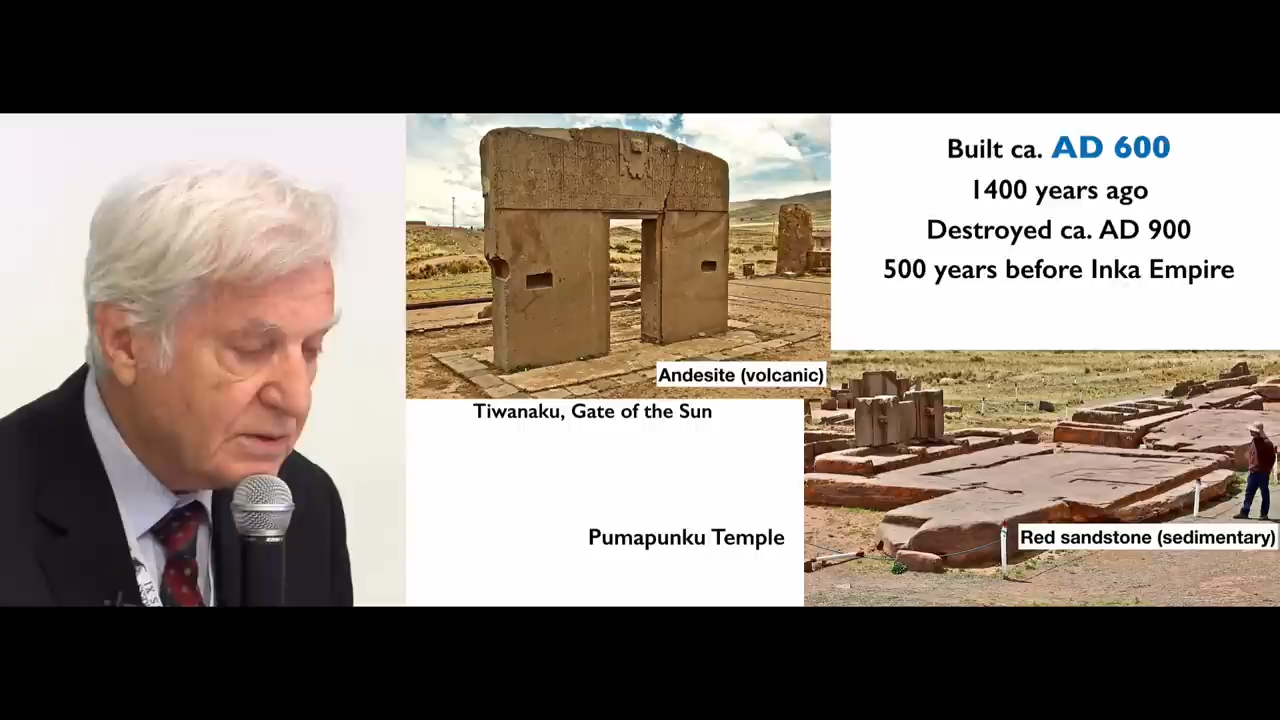 Built ca. AD 600
1400 years ago
Destroyed ca. AD 900
500 years before Inka Empire
Andesite (volcanic)
Tiwanaku, Gate of the Sun
Pumapunku Temple
Red sandstone (sedimentary)